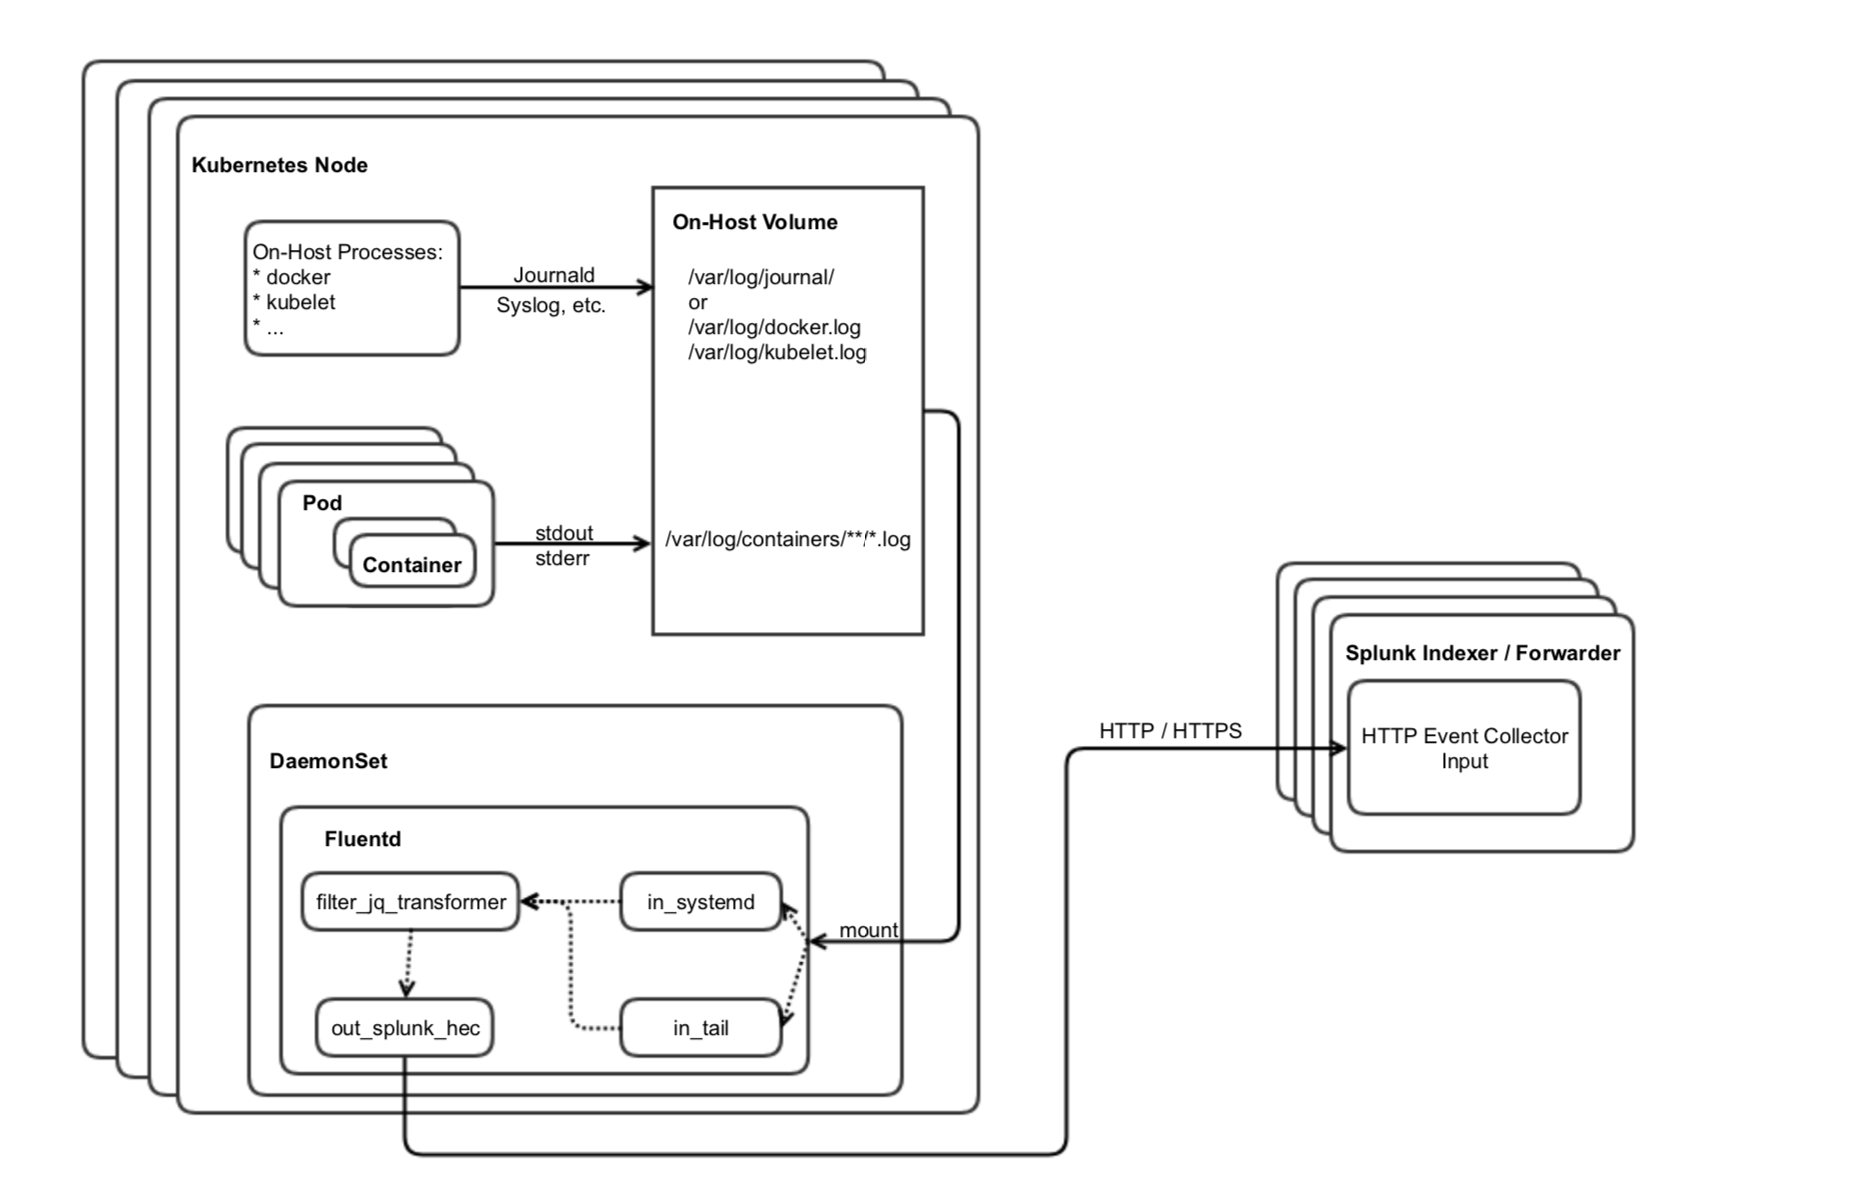 Kubernetes Node
On-Host Processes:
* docker
* kubelet
* ...
Journald
Syslog, etc.
On-Host Volume
/var/log/journal/
or
/var/log/docker.log
/var/log/kubelet.log
Pod
Container
stdout
stderr
/var/log/containers/**/*.log
DaemonSet
Fluentd
filter_jq_transformer
in_systemd
mount
out_splunk_hec
in_tail
HTTP / HTTPS
Splunk Indexer / Forwarder
HTTP Event Collector
Input